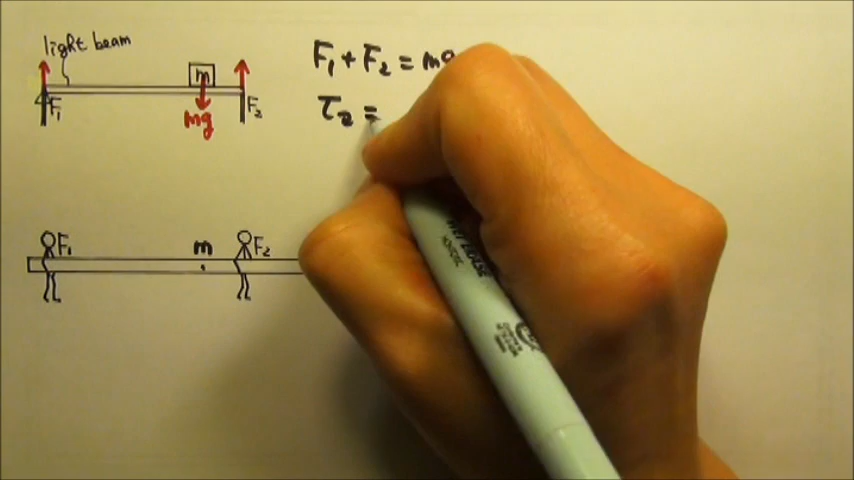 light beam
m
F₁
F₂
mg
F₁ + F₂ = mg
τ₂ =
F₁
m
F₂